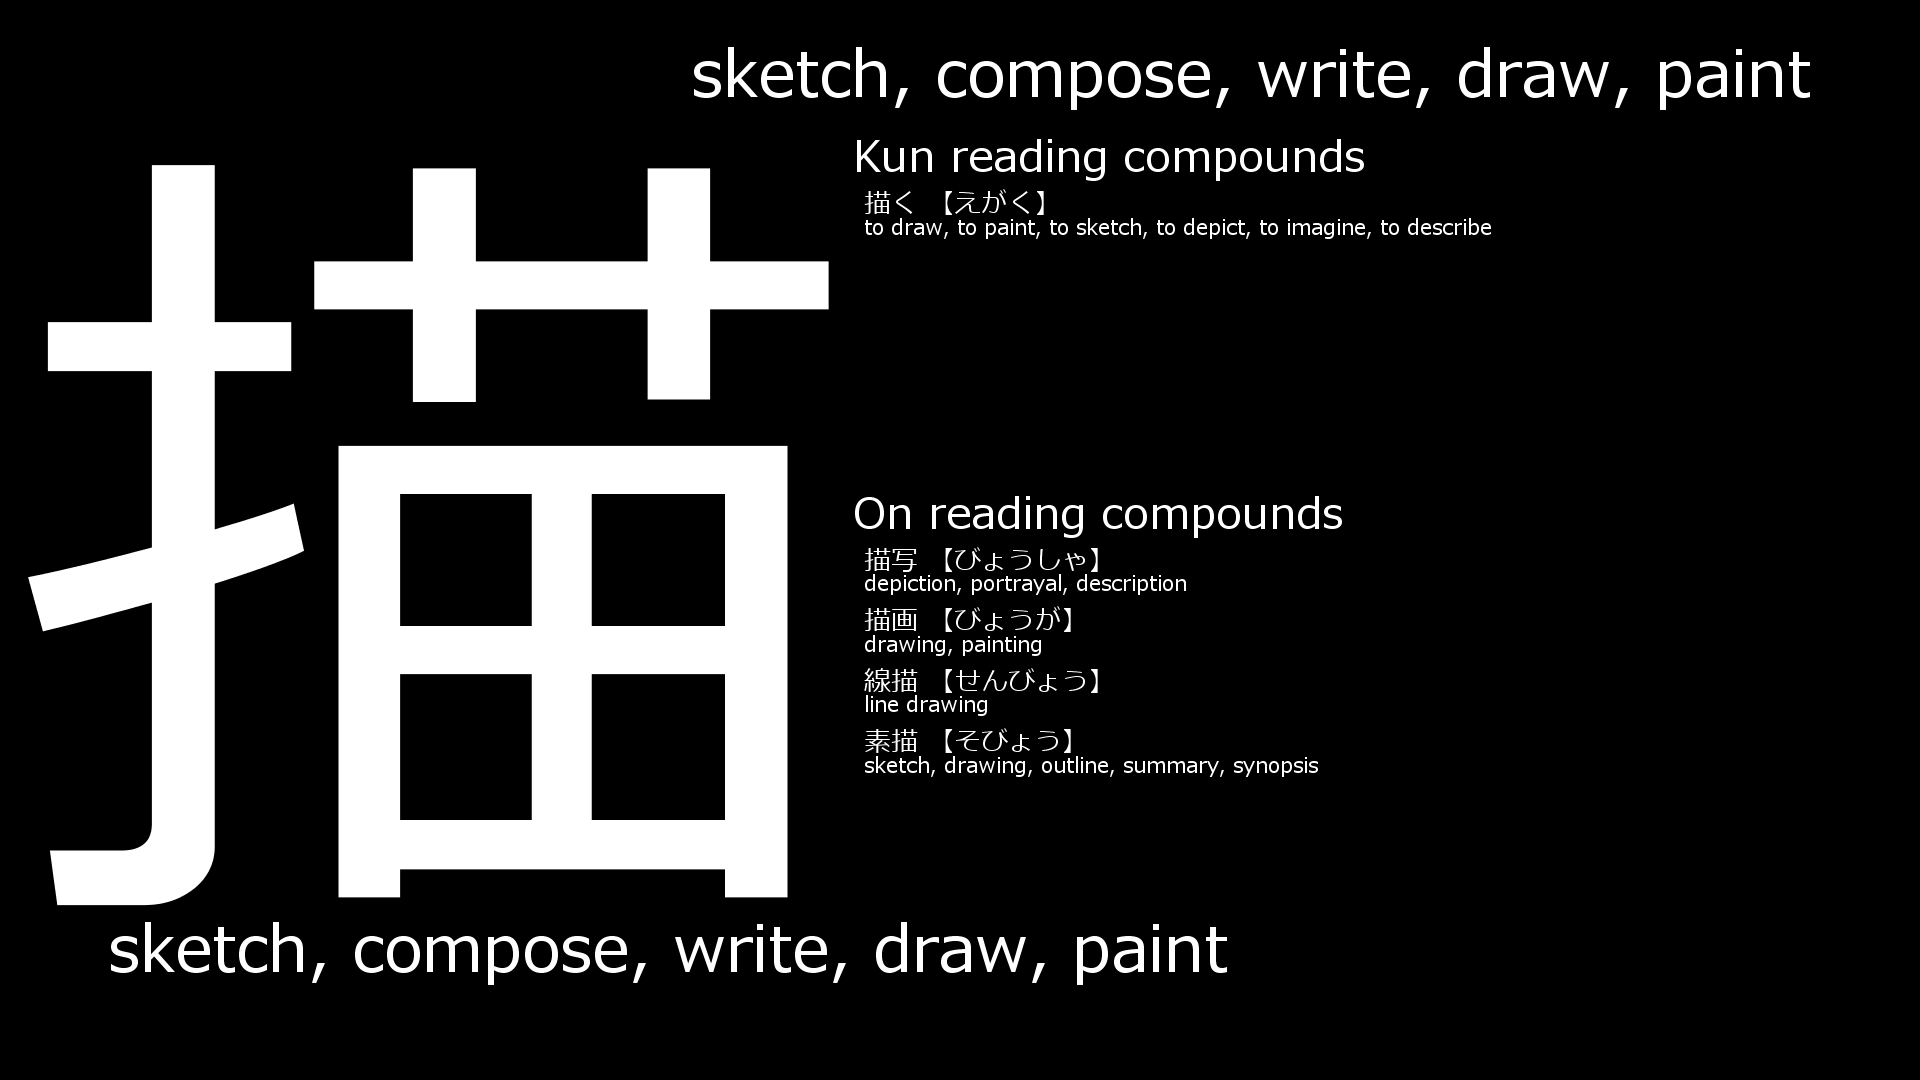 sketch, compose, write, draw, paint
描
Kun reading compounds
描く 【えがく】
to draw, to paint, to sketch, to depict, to imagine, to describe
On reading compounds
描写 【びょうしゃ】
depiction, portrayal, description
描画 【びょうが】
drawing, painting
線描 【せんびょう】
line drawing
素描 【そびょう】
sketch, drawing, outline, summary, synopsis
sketch, compose, write, draw, paint